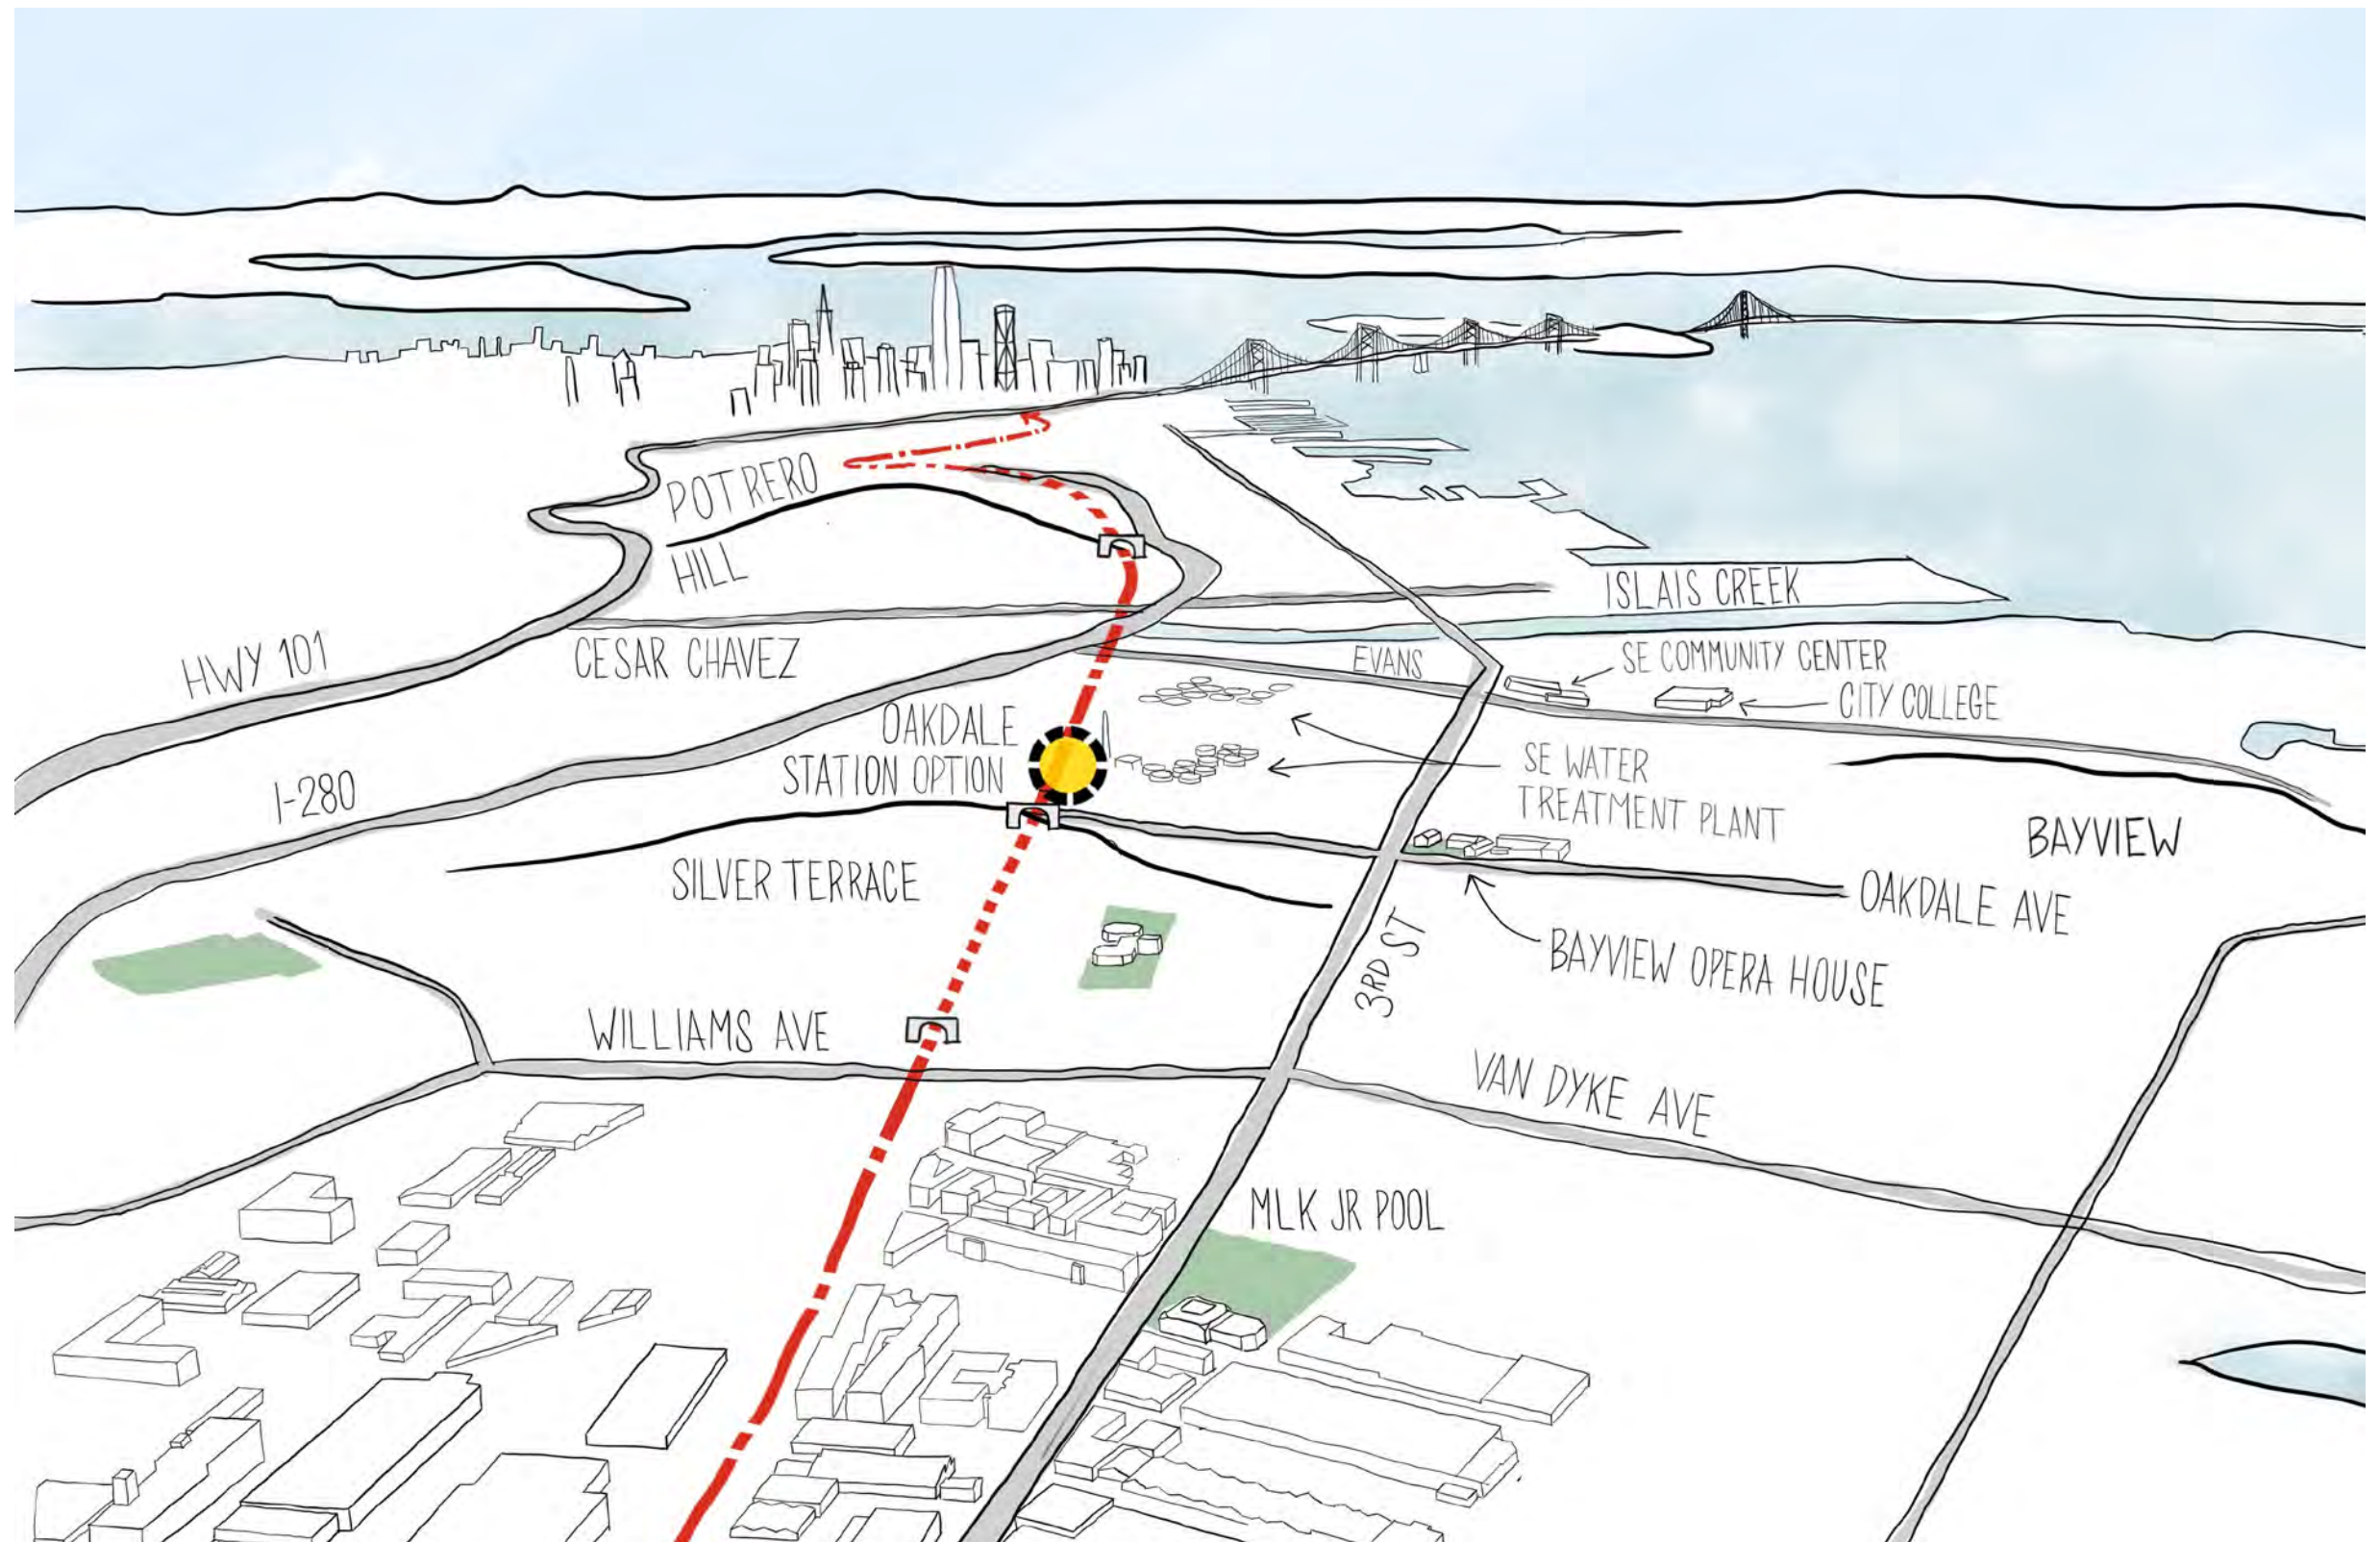 POTRERO
HILL
ISLAIS CREEK
HWY 101
CESAR CHAVEZ
EVANS
SE COMMUNITY CENTER
CITY COLLEGE
OAKDALE
STATION OPTION
I-280
SE WATER
TREATMENT PLANT
BAYVIEW
SILVER TERRACE
OAKDALE AVE
3RD ST
BAYVIEW OPERA HOUSE
WILLIAMS AVE
VAN DYKE AVE
MLK JR POOL